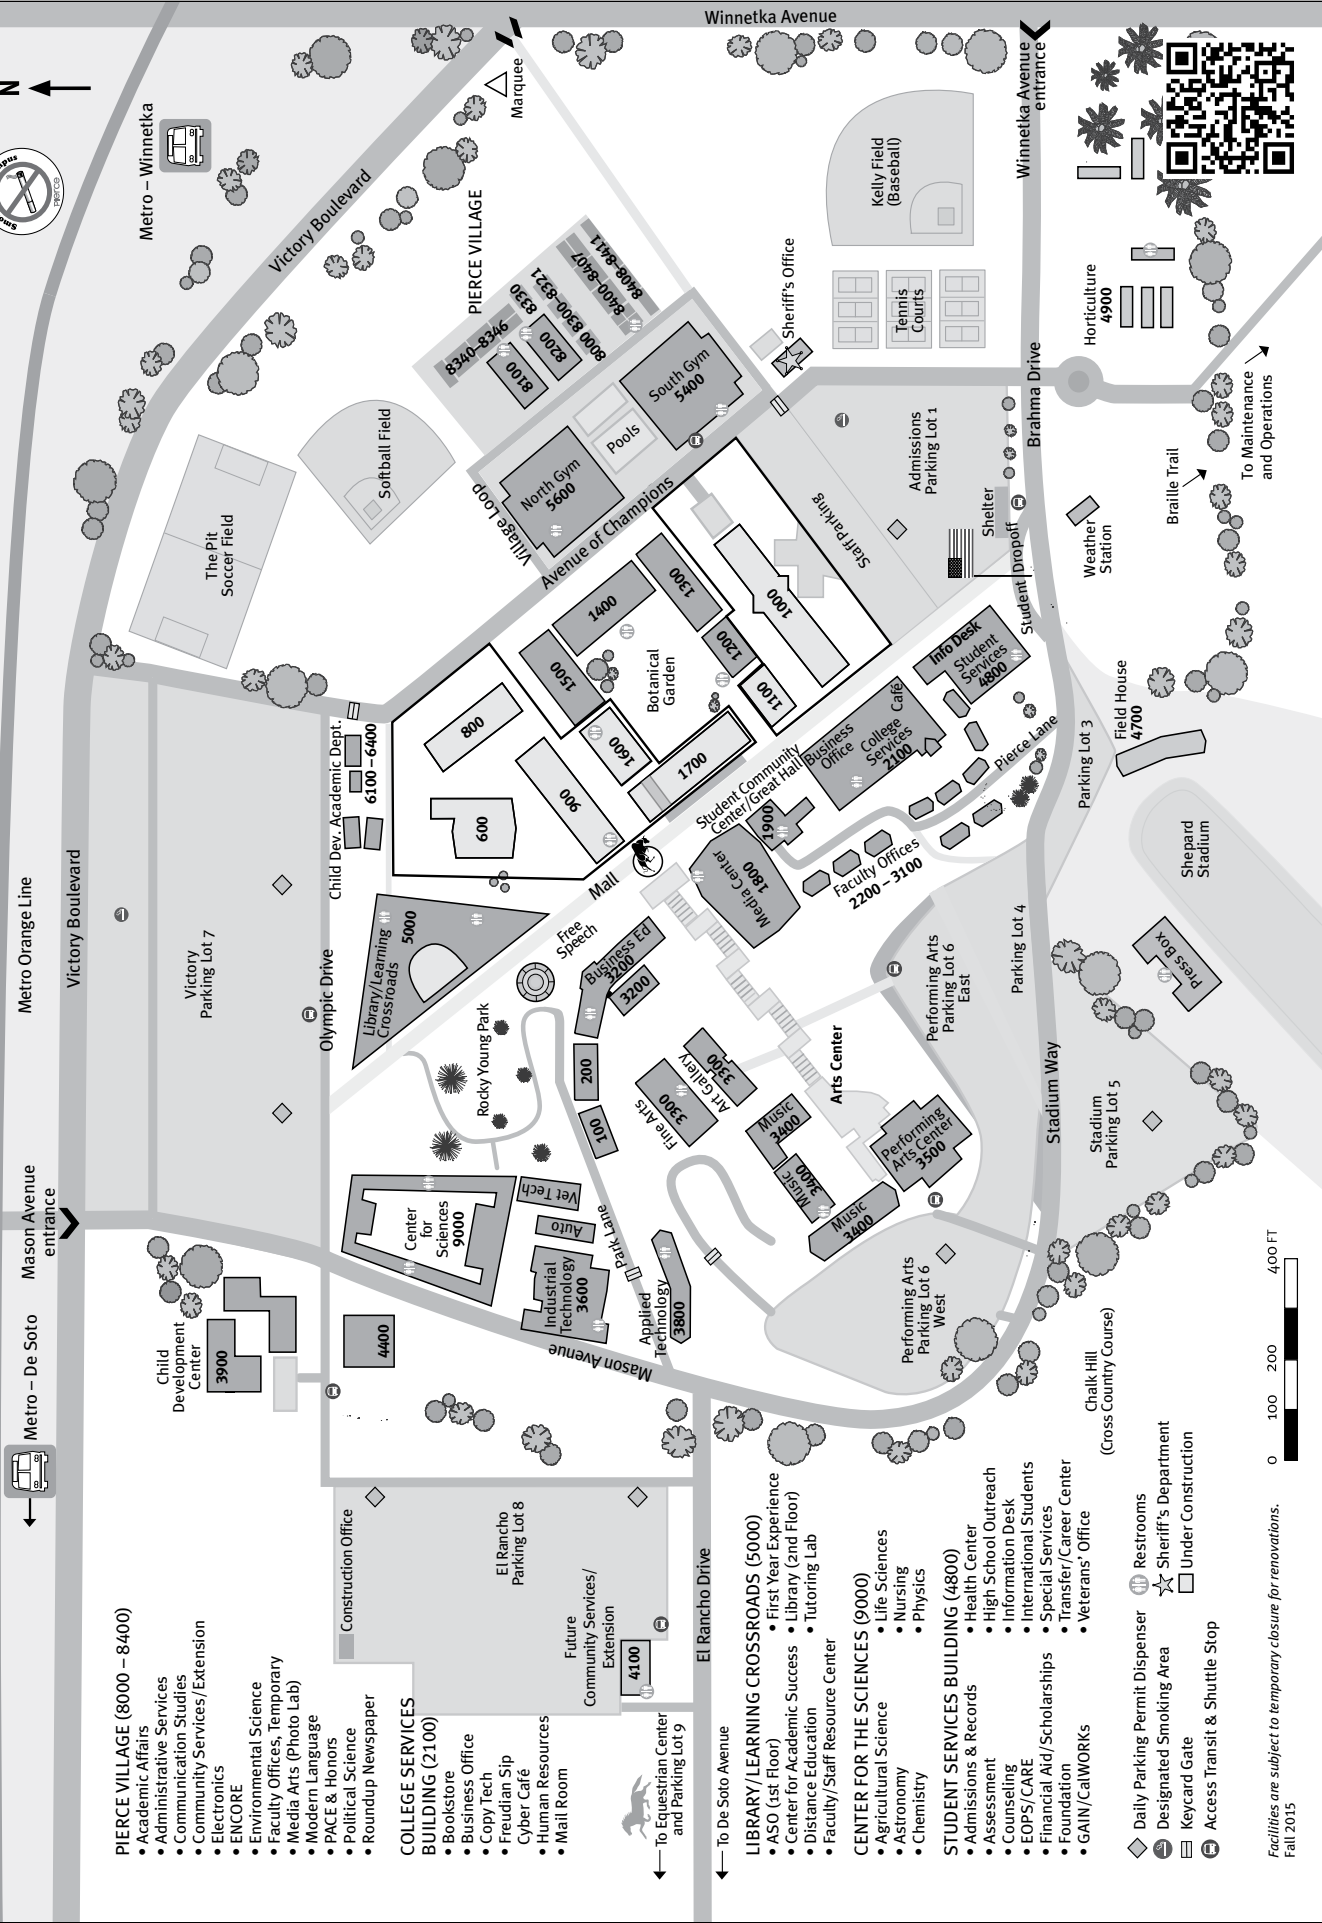 Winnetka Avenue
N
Smo
mpus
PIERCE
Metro – Winnetka
Victory Boulevard
Marquee
Winnetka Avenue
entrance
Kelly Field
(Baseball)
PIERCE VILLAGE
8340–8346
8330
8300–8321
8400–8407
8408–8411
8100
8200
8000
Sheriff's Office
Tennis
Courts
Horticulture
4900
Brahma Drive
To Maintenance
and Operations
Braille Trail
Softball Field
The Pit
Soccer Field
South Gym
5400
Pools
North Gym
5600
Village Loop
Avenue of Champions
Admissions
Parking Lot 1
Staff Parking
Shelter
Student Dropoff
Weather
Station
1300
1400
1500
1000
1200
1100
Botanical
Garden
1600
1700
800
900
600
Info Desk
Student
Services
4800
Café
College
Services
2100
Business
Office
Student Community
Center/Great Hall
1900
Pierce Lane
Parking Lot 3
Field House
4700
Child Dev. Academic Dept.
6100–6400
Media Center
1800
Faculty Offices
2200–3100
Mall
Free
Speech
Business Ed
3200
3200
Library/Learning
Crossroads
5000
Metro Orange Line
Victory Boulevard
Victory
Parking Lot 7
Olympic Drive
Rocky Young Park
200
100
Fine Arts
3300
Art Gallery
3300
Arts Center
Music
3400
Music
3400
Music
3400
Performing
Arts Center
3500
Performing Arts
Parking Lot 6
East
Parking Lot 4
Shepard
Stadium
Press Box
Stadium Way
Stadium
Parking Lot 5
Mason Avenue
entrance
Center
for
Sciences
9000
Vet Tech
Auto
Industrial
Technology
3600
Park Lane
Applied
Technology
3800
Mason Avenue
Performing Arts
Parking Lot 6
West
Chalk Hill
(Cross Country Course)
Metro – De Soto
Child
Development
Center
3900
4400
Construction Office
El Rancho
Parking Lot 8
Future
Community Services/
Extension
4100
El Rancho Drive
To Equestrian Center
and Parking Lot 9
To De Soto Avenue
PIERCE VILLAGE (8000 – 8400)
• Academic Affairs
• Administrative Services
• Communication Studies
• Community Services/Extension
• Electronics
• ENCORE
• Environmental Science
• Faculty Offices, Temporary
• Media Arts (Photo Lab)
• Modern Language
• PACE & Honors
• Political Science
• Roundup Newspaper
COLLEGE SERVICES
BUILDING (2100)
• Bookstore
• Business Office
• Copy Tech
• Freudian Sip
Cyber Café
• Human Resources
• Mail Room
LIBRARY/LEARNING CROSSROADS (5000)
• ASO (1st Floor)
• Center for Academic Success
• Distance Education
• Faculty/Staff Resource Center
• First Year Experience
• Library (2nd Floor)
• Tutoring Lab
CENTER FOR THE SCIENCES (9000)
• Agricultural Science
• Astronomy
• Chemistry
• Life Sciences
• Nursing
• Physics
STUDENT SERVICES BUILDING (4800)
• Admissions & Records
• Assessment
• Counseling
• EOPS/CARE
• Financial Aid/Scholarships
• Foundation
• GAIN/CalWORKs
• Health Center
• High School Outreach
• Information Desk
• International Students
• Special Services
• Transfer/Career Center
• Veterans' Office
Daily Parking Permit Dispenser
Designated Smoking Area
Keycard Gate
Access Transit & Shuttle Stop
Restrooms
Sheriff's Department
Under Construction
0 100 200 400 FT
Facilities are subject to temporary closure for renovations.
Fall 2015